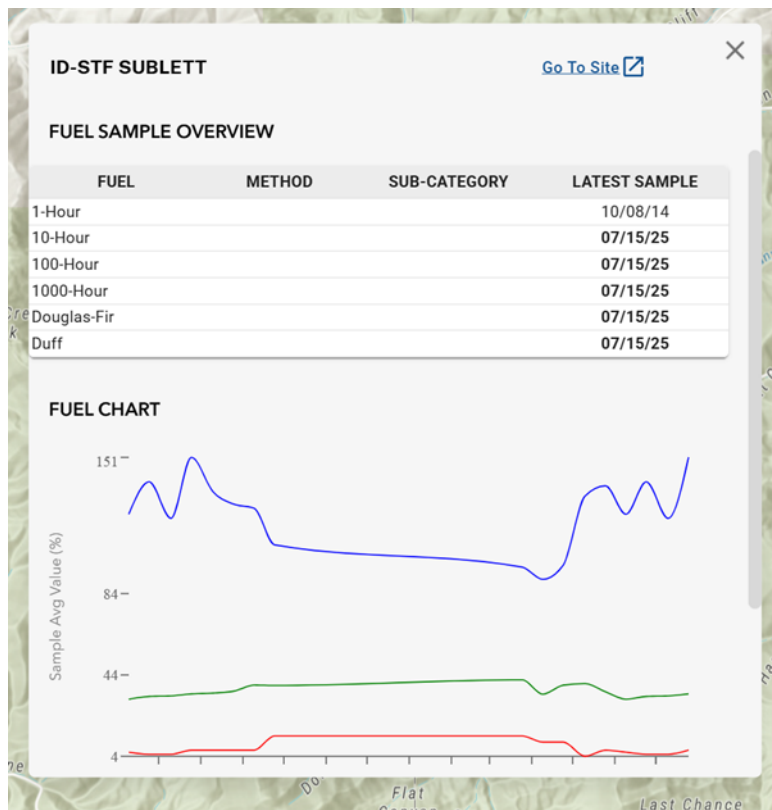 ID-STF SUBLETT
Go To Site
FUEL SAMPLE OVERVIEW
FUEL METHOD SUB-CATEGORY LATEST SAMPLE
1-Hour 10/08/14
10-Hour 07/15/25
100-Hour 07/15/25
1000-Hour 07/15/25
Douglas-Fir 07/15/25
Duff 07/15/25
FUEL CHART
Sample Avg Value (%)
151
84
44
4
Flat
Last Chance